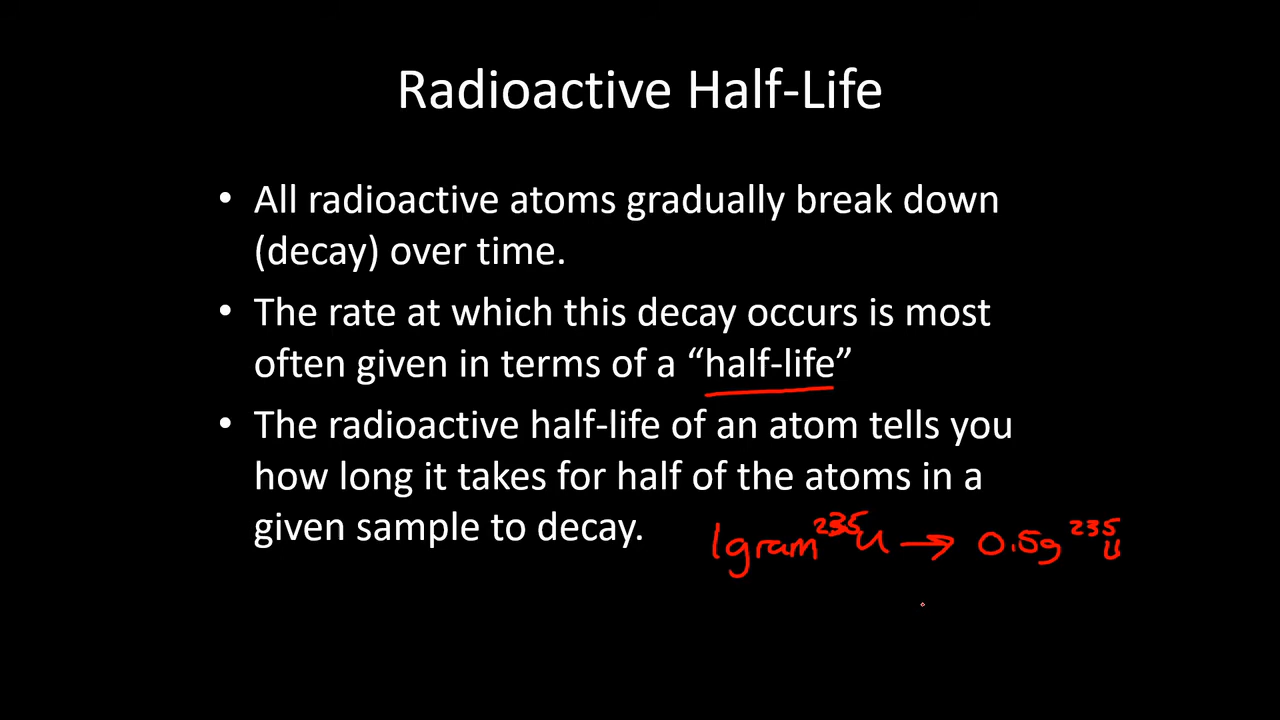 Radioactive Half-Life
• All radioactive atoms gradually break down
(decay) over time.
• The rate at which this decay occurs is most
often given in terms of a “half-life”
• The radioactive half-life of an atom tells you
how long it takes for half of the atoms in a
given sample to decay.
1gram ²³⁵U → 0.5g ²³⁵U